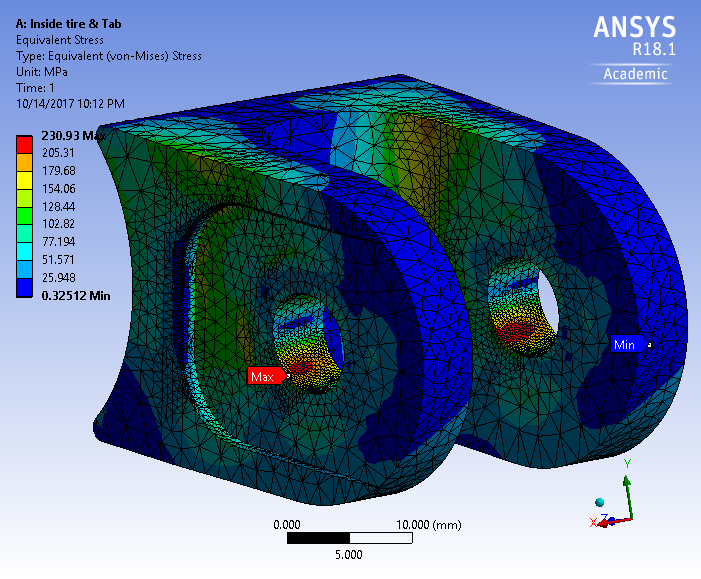 A: Inside tire & Tab
Equivalent Stress
Type: Equivalent (von-Mises) Stress
Unit: MPa
Time: 1
10/14/2017 10:12 PM
ANSYS
R18.1
Academic
230.93 Max
205.31
179.68
154.06
128.44
102.82
77.194
51.571
25.948
0.32512 Min
Max
Min
0.000
10.000 (mm)
5.000
Y
X
Z